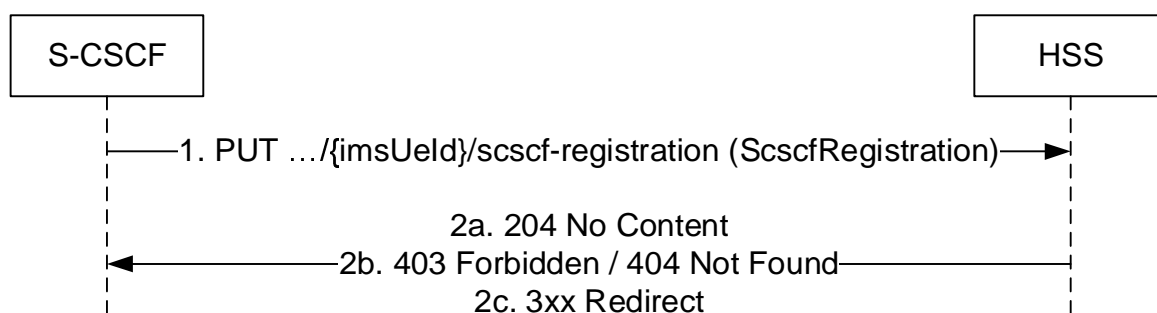 S-CSCF
HSS
1. PUT …/{imsUeId}/scscf-registration (ScscfRegistration)
2a. 204 No Content
2b. 403 Forbidden / 404 Not Found
2c. 3xx Redirect